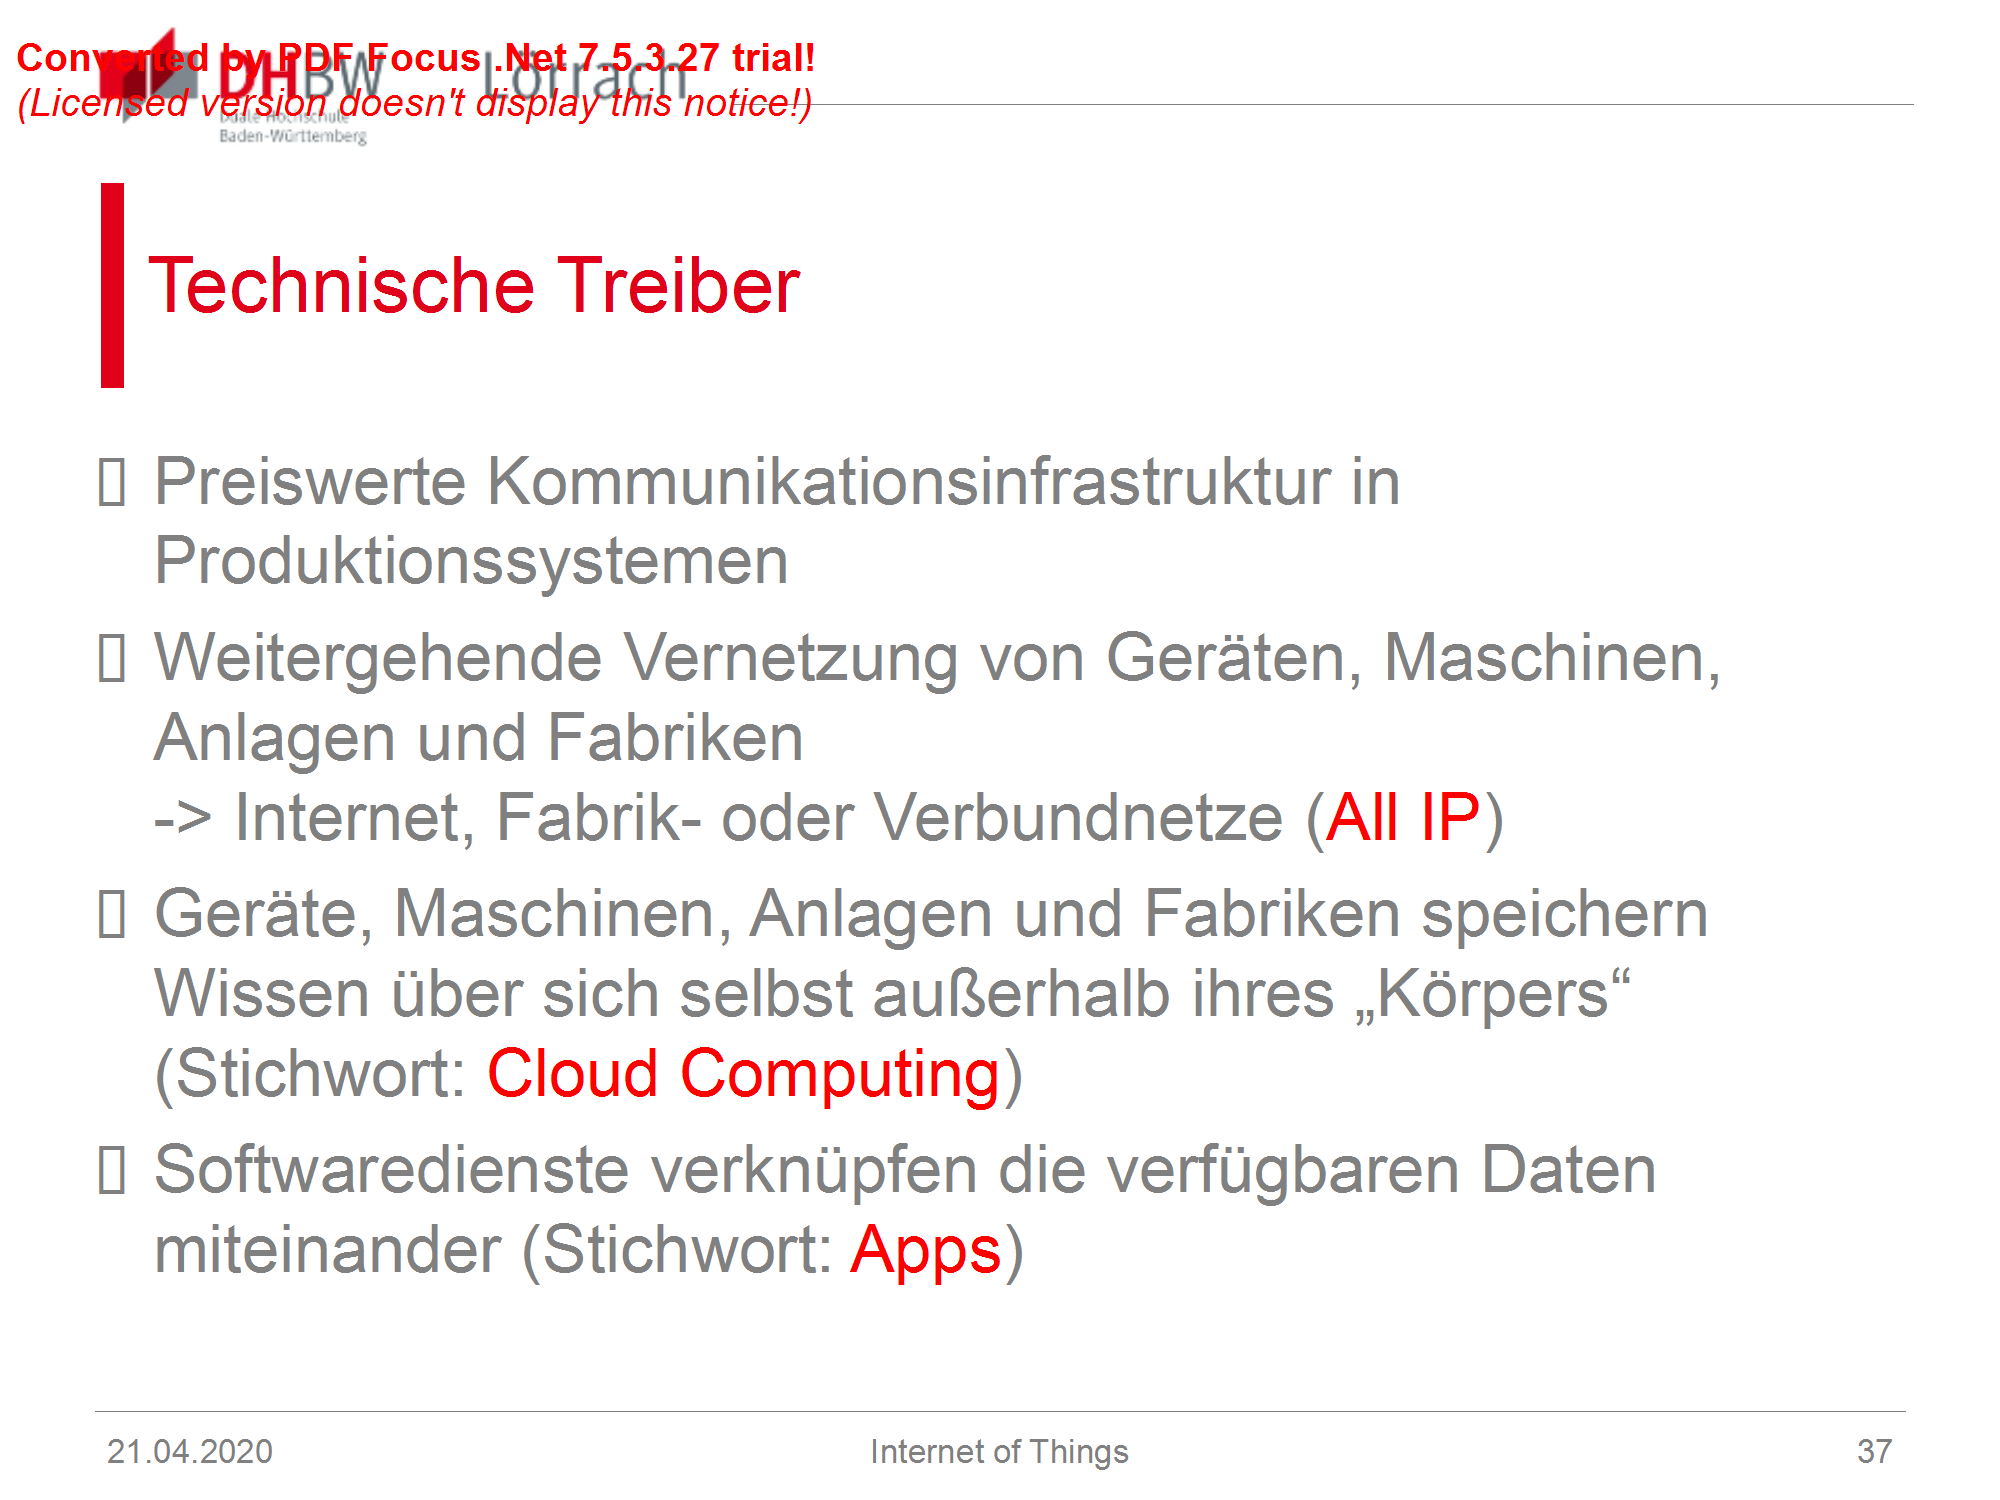 Converted by PDF Focus .Net 7.5.3.27 trial!
(Licensed version doesn't display this notice!)
DHBW Lörrach
Duale Hochschule
Baden-Württemberg
Technische Treiber
Preiswerte Kommunikationsinfrastruktur in
Produktionssystemen
Weitergehende Vernetzung von Geräten, Maschinen,
Anlagen und Fabriken
-> Internet, Fabrik- oder Verbundnetze (All IP)
Geräte, Maschinen, Anlagen und Fabriken speichern
Wissen über sich selbst außerhalb ihres „Körpers“
(Stichwort: Cloud Computing)
Softwaredienste verknüpfen die verfügbaren Daten
miteinander (Stichwort: Apps)
21.04.2020 Internet of Things 37